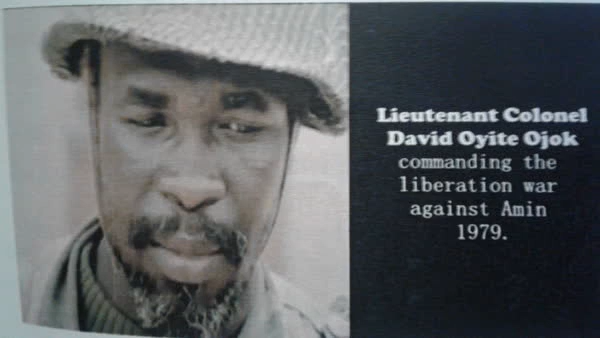 Lieutenant Colonel
David Oyite Ojok
commanding the
liberation war
against Amin
1979.